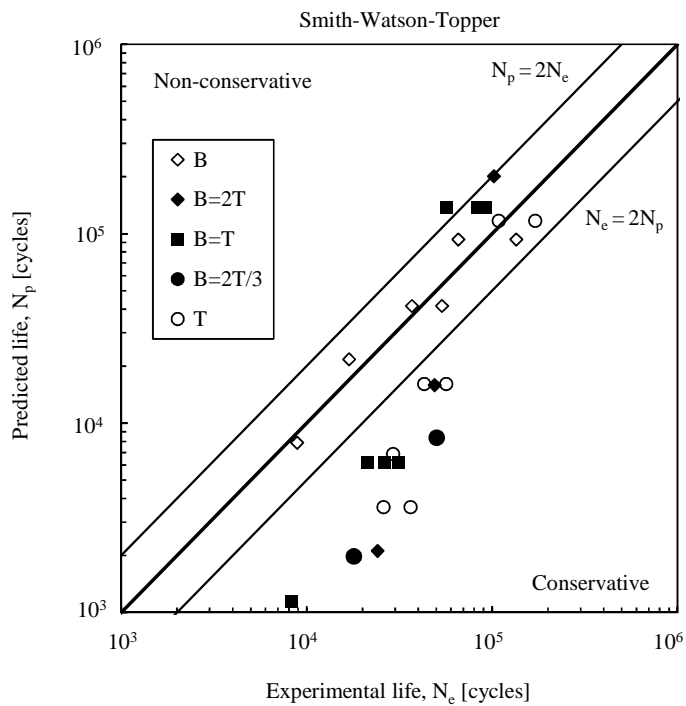 Smith-Watson-Topper
10^6
Non-conservative
N_p = 2N_e
B
B=2T
B=T
B=2T/3
T
10^5
N_e = 2N_p
Predicted life, N_p [cycles]
10^4
Conservative
10^3
10^3 10^4 10^5 10^6
Experimental life, N_e [cycles]